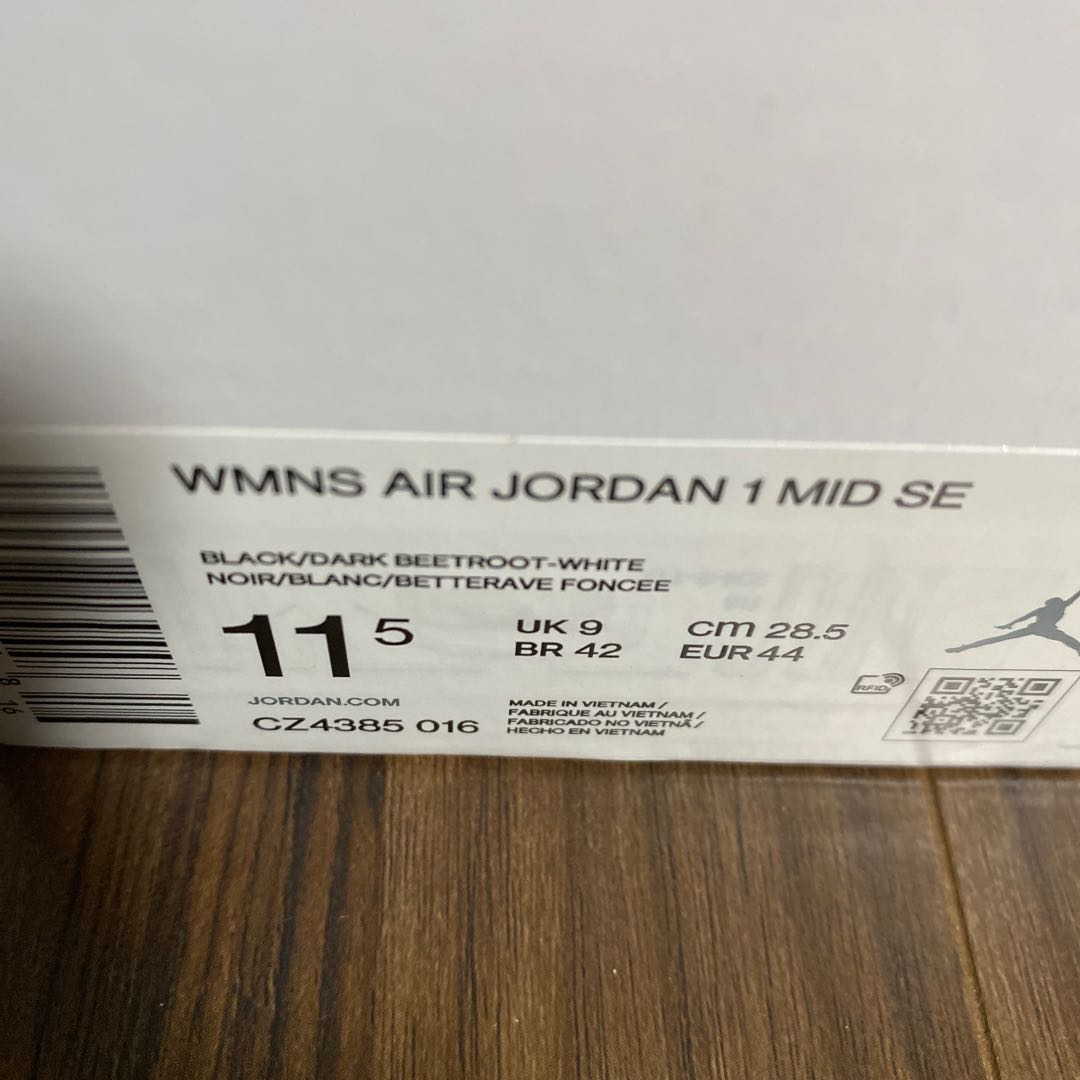 WMNS AIR JORDAN 1 MID SE
BLACK/DARK BEETROOT-WHITE
NOIR/BLANC/BETTERAVE FONCEE
11 5
UK 9 cm 28.5
BR 42 EUR 44
JORDAN.COM
CZ4385 016
MADE IN VIETNAM /
FABRIQUE AU VIETNAM /
FABRICADO NO VIETNÃ /
HECHO EN VIETNAM
RFID
8 16